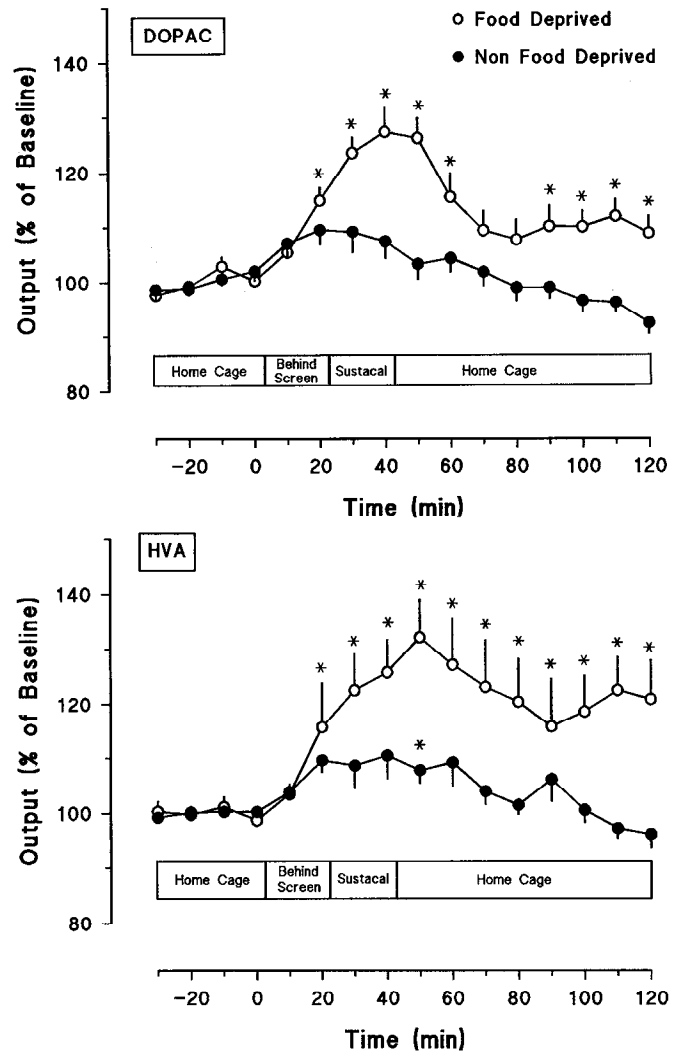 DOPAC
Food Deprived
Non Food Deprived
Output (% of Baseline)
140
120
100
80
* * * * * * * * *
Home Cage
Behind
Screen
Sustacal
Home Cage
-20 0 20 40 60 80 100 120
Time (min)
HVA
Output (% of Baseline)
140
120
100
80
* * * * * * * * * * *
*
Home Cage
Behind
Screen
Sustacal
Home Cage
-20 0 20 40 60 80 100 120
Time (min)